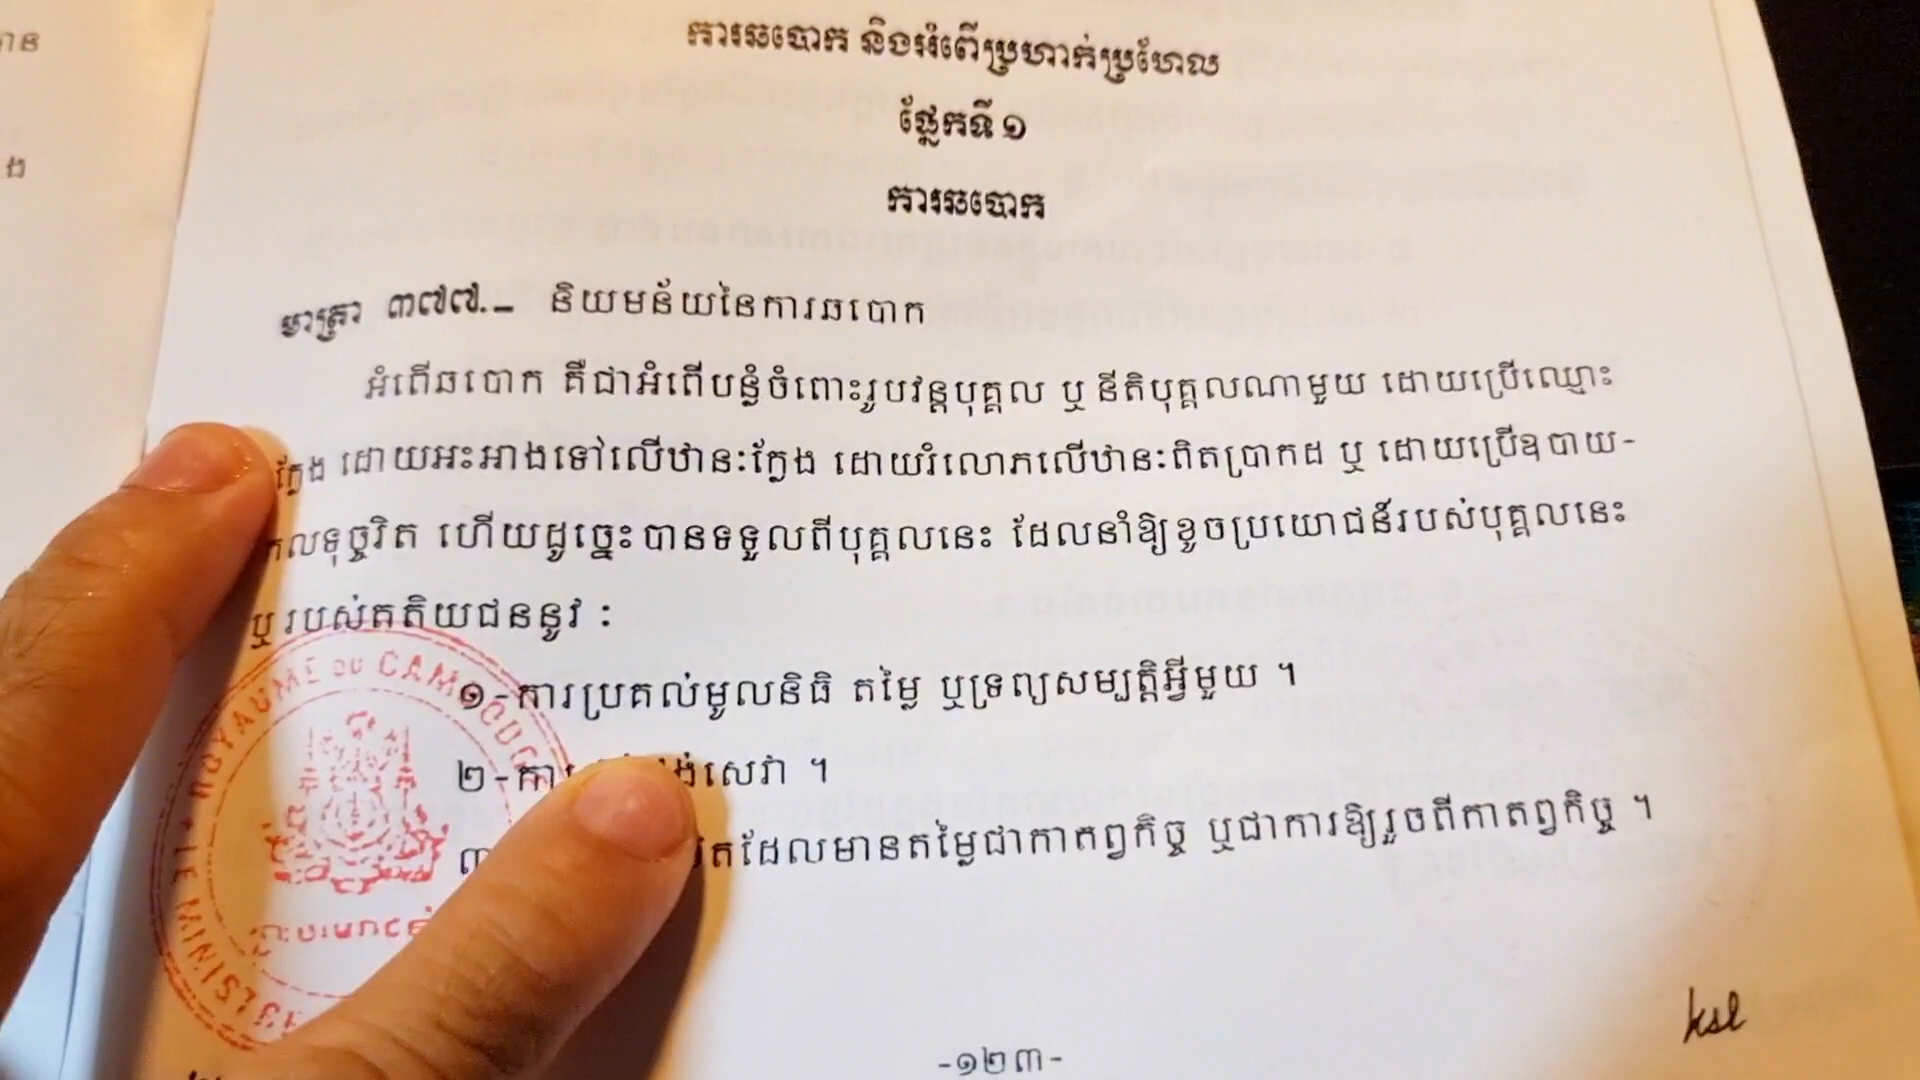 ាន
ង
ការឆបោក និងអំពើប្រហាក់ប្រហែល
ផ្នែកទី ១
ការឆបោក
មាត្រា ៣៧៧.– និយមន័យនៃការឆបោក
អំពើឆបោក គឺជាអំពើបន្លំចំពោះរូបវន្តបុគ្គល ឬ នីតិបុគ្គលណាមួយ ដោយប្រើឈ្មោះ
ក្លែង ដោយអះអាងទៅលើឋានៈក្លែង ដោយរំលោភលើឋានៈពិតប្រាកដ ឬ ដោយប្រើឧបាយ-
កលទុច្ចរិត ហើយដូច្នេះបានទទួលពីបុគ្គលនេះ ដែលនាំឱ្យខូចប្រយោជន៍របស់បុគ្គលនេះ
ឬ របស់តតិយជននូវ ៖
១-ការប្រគល់មូលនិធិ តម្លៃ ឬទ្រព្យសម្បត្តិអ្វីមួយ ។
២-ការ សេវា ។
៣ ដែលមានតម្លៃជាកាតព្វកិច្ច ឬជាការឱ្យរួចពីកាតព្វកិច្ច ។
ROYAUME DU CAMBODGE
LE MINISTRE
-១២៣-
ksl